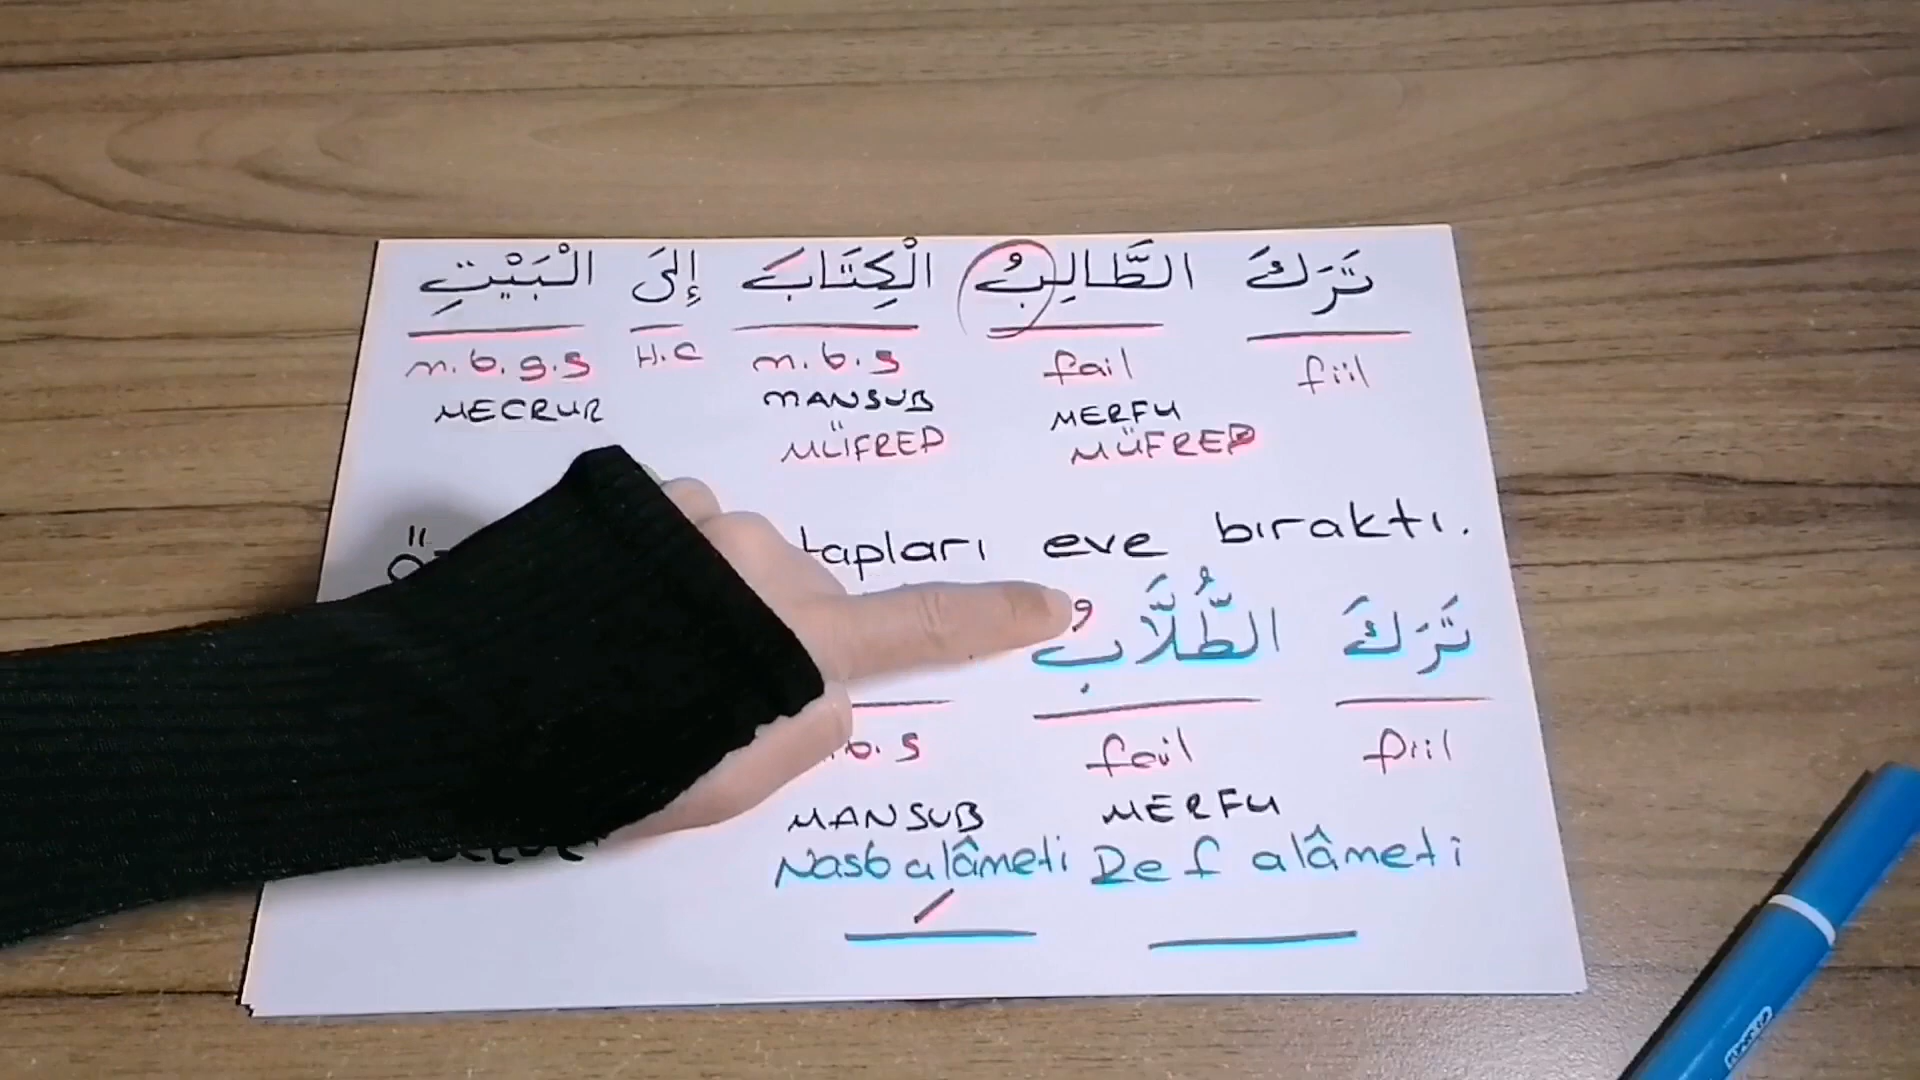 تَرَكَ الطَّالِبُ الْكِتَابَ إِلَى الْبَيْتِ
fiil fail m.b.s H.C m.b.g.s
MERFU MANSUB MECRUR
MÜFRED MÜFRED
tapları eve bıraktı.
تَرَكَ الطُّلَّابُ
fiil fail b.s
MERFU MANSUB
Ref alâmeti Nasb alâmeti